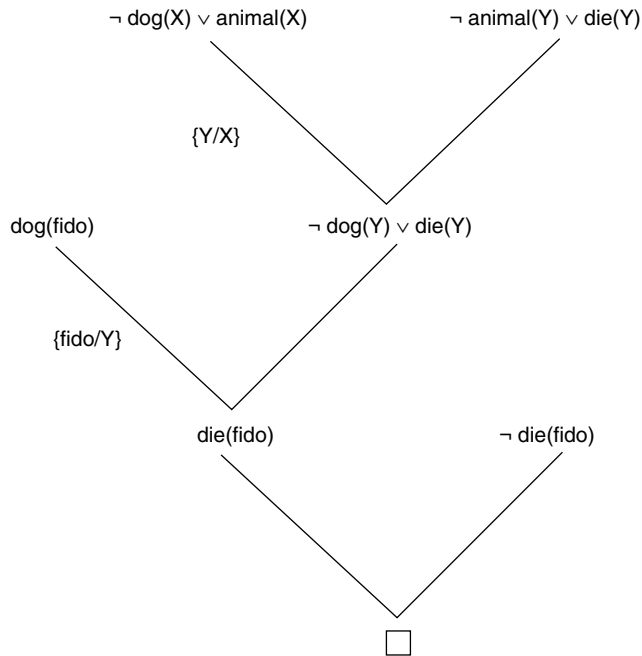 ¬ dog(X) ∨ animal(X)
¬ animal(Y) ∨ die(Y)
{Y/X}
dog(fido)
¬ dog(Y) ∨ die(Y)
{fido/Y}
die(fido)
¬ die(fido)